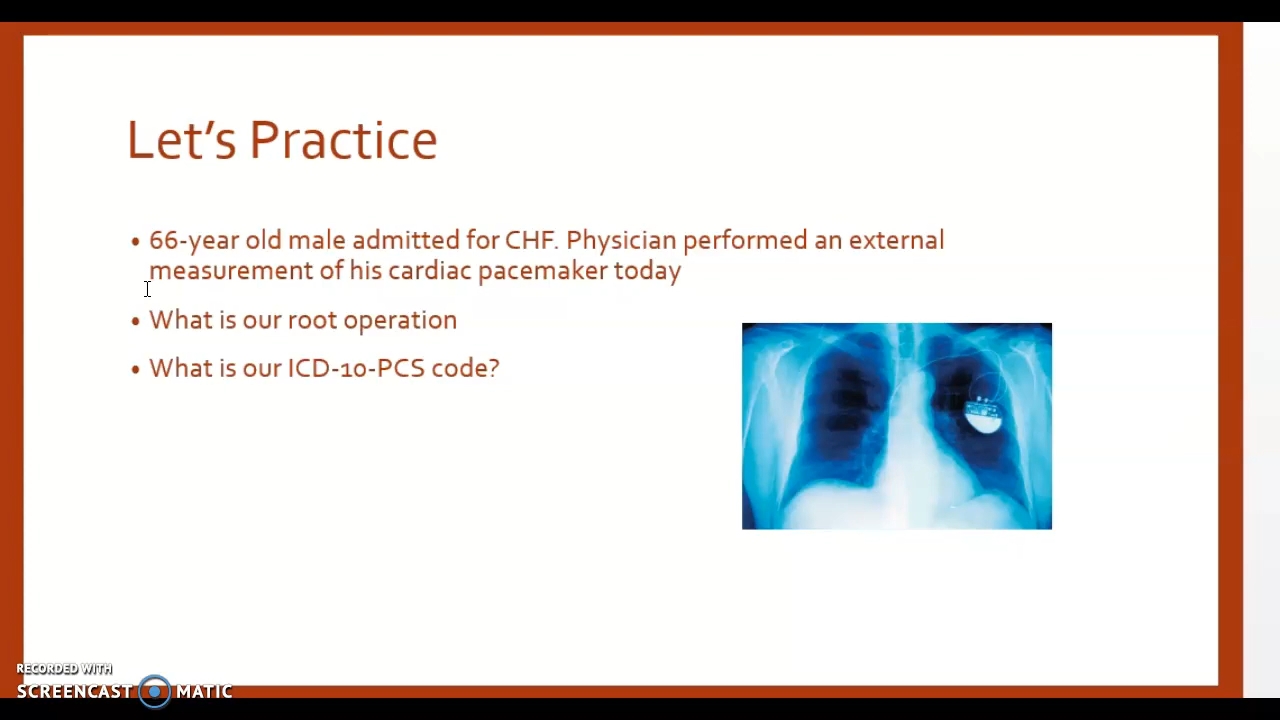 Let's Practice
• 66-year old male admitted for CHF. Physician performed an external
measurement of his cardiac pacemaker today
• What is our root operation
• What is our ICD-10-PCS code?
RECORDED WITH
SCREENCAST MATIC